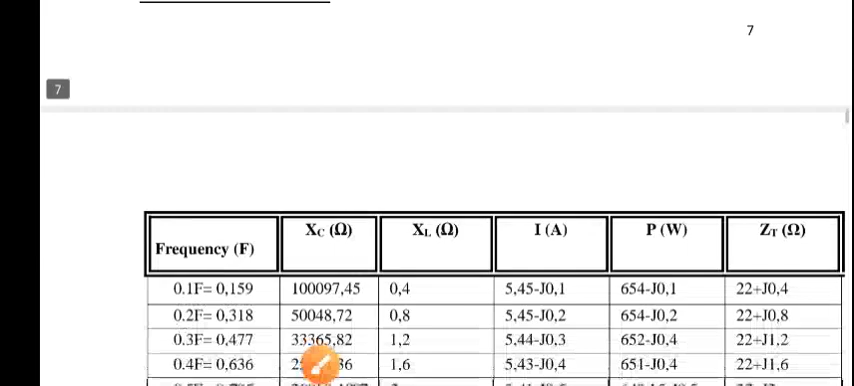 7
7
Frequency (F) XC (Ω) XL (Ω) I (A) P (W) ZT (Ω)
0.1F= 0,159 100097,45 0,4 5,45-J0,1 654-J0,1 22+J0,4
0.2F= 0,318 50048,72 0,8 5,45-J0,2 654-J0,2 22+J0,8
0.3F= 0,477 33365,82 1,2 5,44-J0,3 652-J0,4 22+J1,2
0.4F= 0,636 1,6 5,43-J0,4 651-J0,4 22+J1,6